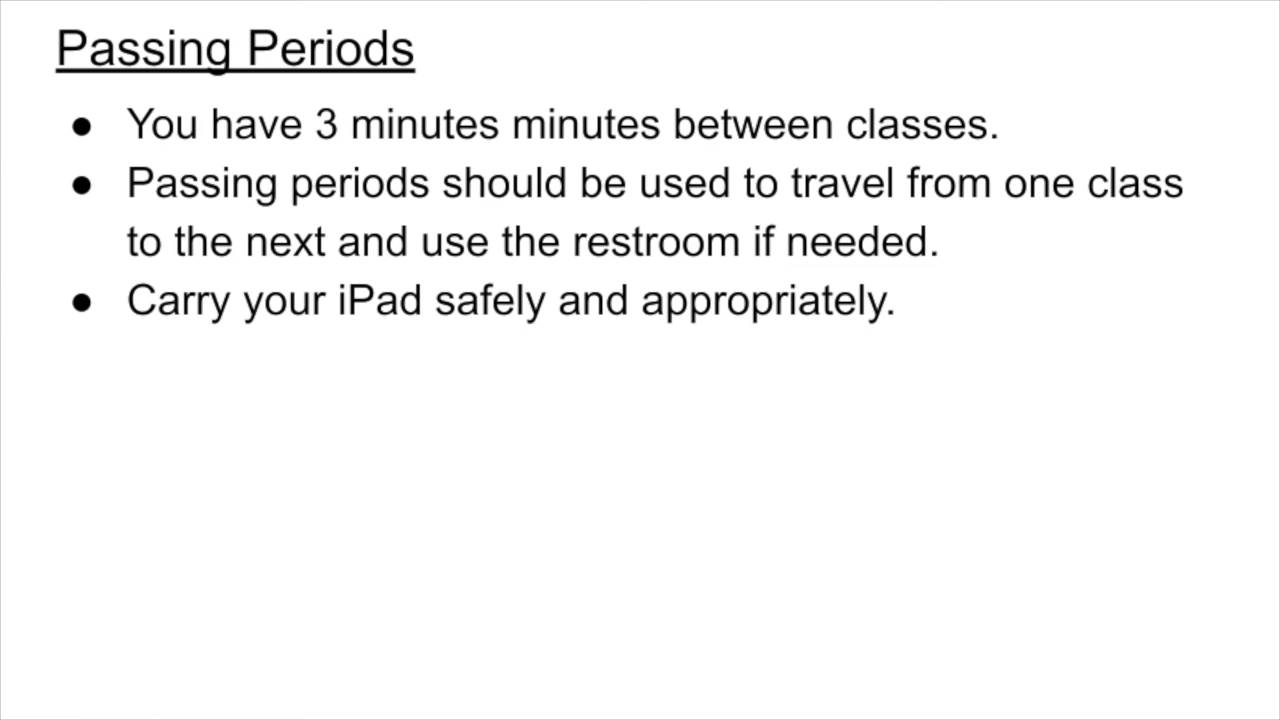 Passing Periods
● You have 3 minutes minutes between classes.
● Passing periods should be used to travel from one class
to the next and use the restroom if needed.
● Carry your iPad safely and appropriately.